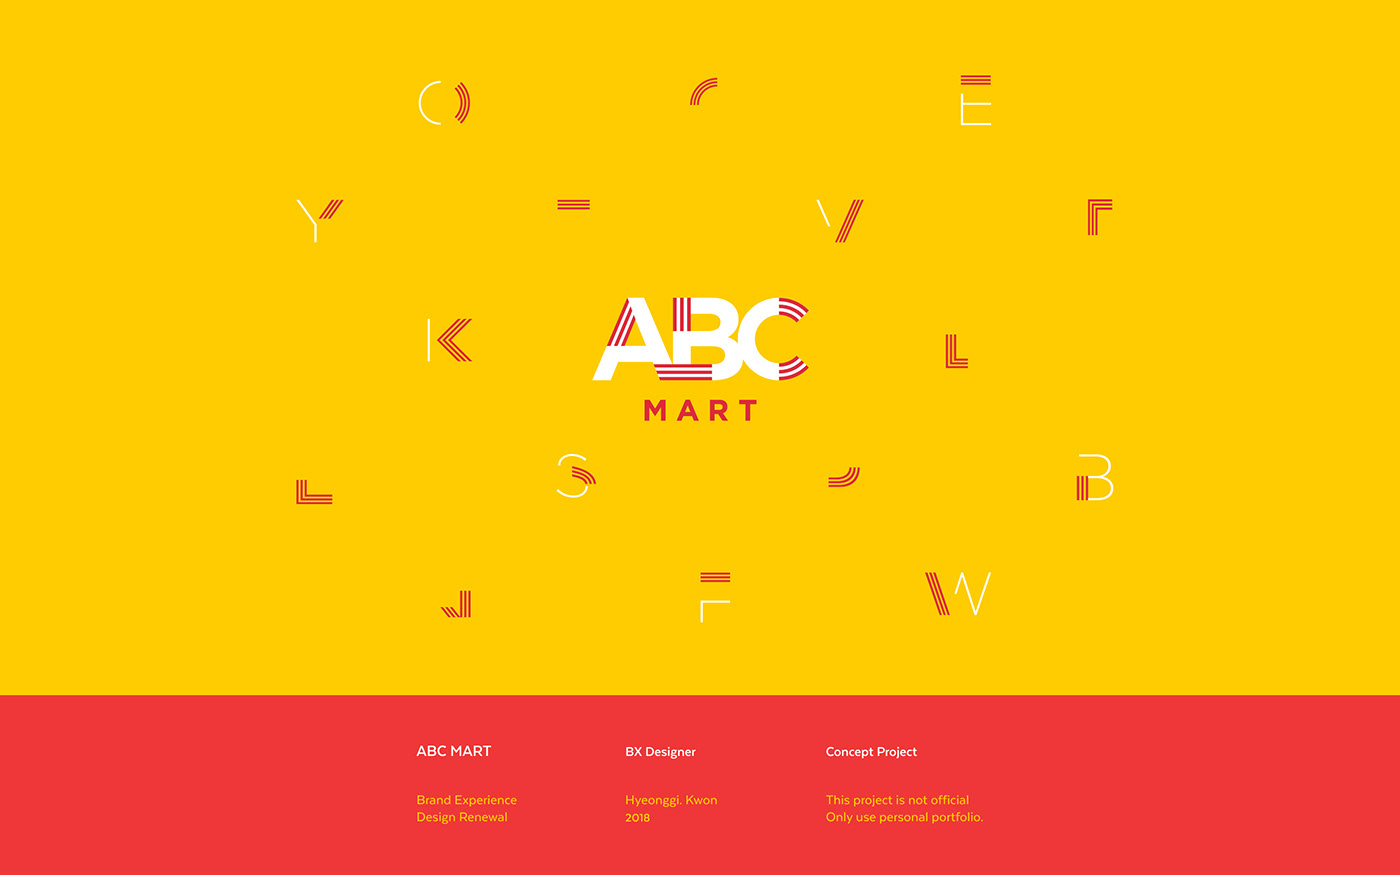 O E
Y V
ABC
K L
MART
S B
J F W
ABC MART BX Designer Concept Project
Brand Experience Hyeonggi. Kwon This project is not official
Design Renewal 2018 Only use personal portfolio.